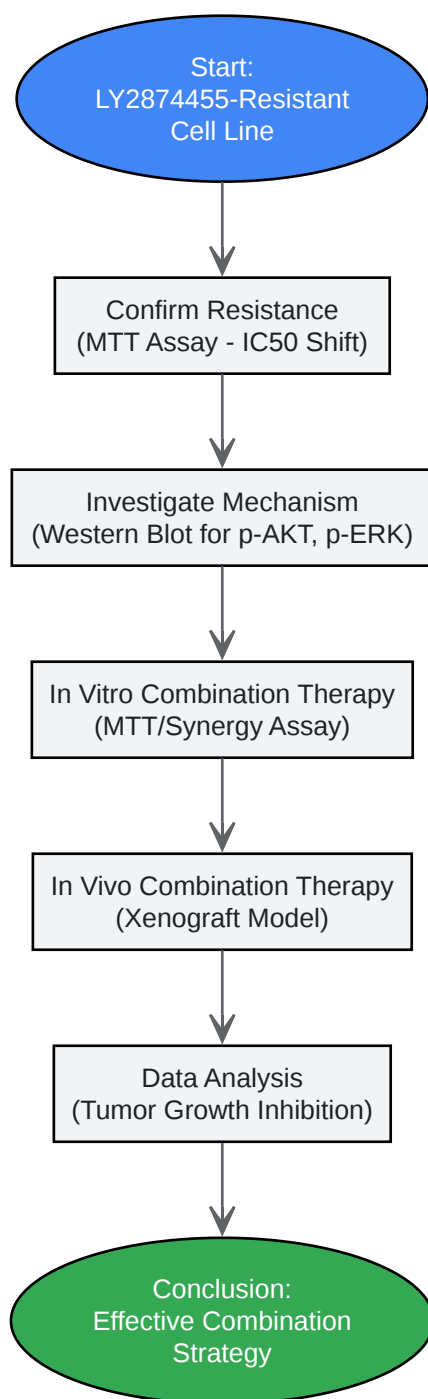 Start:
LY2874455-Resistant
Cell Line
Confirm Resistance
(MTT Assay - IC50 Shift)
Investigate Mechanism
(Western Blot for p-AKT, p-ERK)
In Vitro Combination Therapy
(MTT/Synergy Assay)
In Vivo Combination Therapy
(Xenograft Model)
Data Analysis
(Tumor Growth Inhibition)
Conclusion:
Effective Combination
Strategy